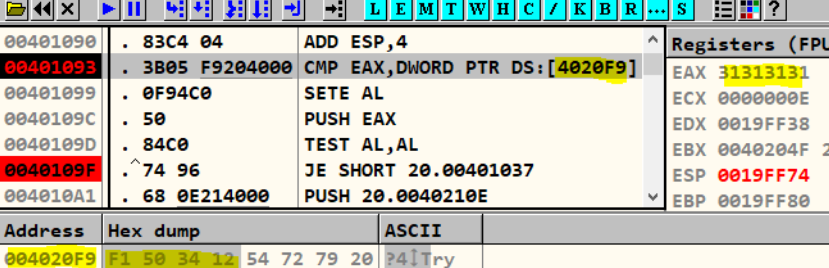 L E M T W H C / K B R ... S ?
00401090 . 83C4 04 ADD ESP,4
00401093 . 3B05 F9204000 CMP EAX,DWORD PTR DS:[4020F9]
00401099 . 0F94C0 SETE AL
0040109C . 50 PUSH EAX
0040109D . 84C0 TEST AL,AL
0040109F .^74 96 JE SHORT 20.00401037
004010A1 . 68 0E214000 PUSH 20.0040210E
Registers (FPU
EAX 31313131
ECX 0000000E
EDX 0019FF38
EBX 0040204F 2
ESP 0019FF74
EBP 0019FF80
Address Hex dump ASCII
004020F9 F1 50 34 12 54 72 79 20 ?4↕Try